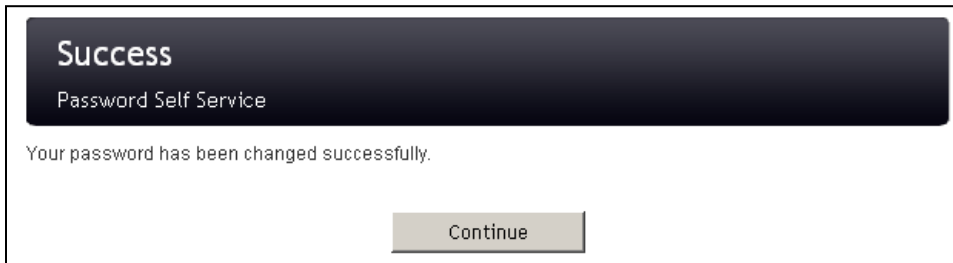 Success
Password Self Service
Your password has been changed successfully.
Continue